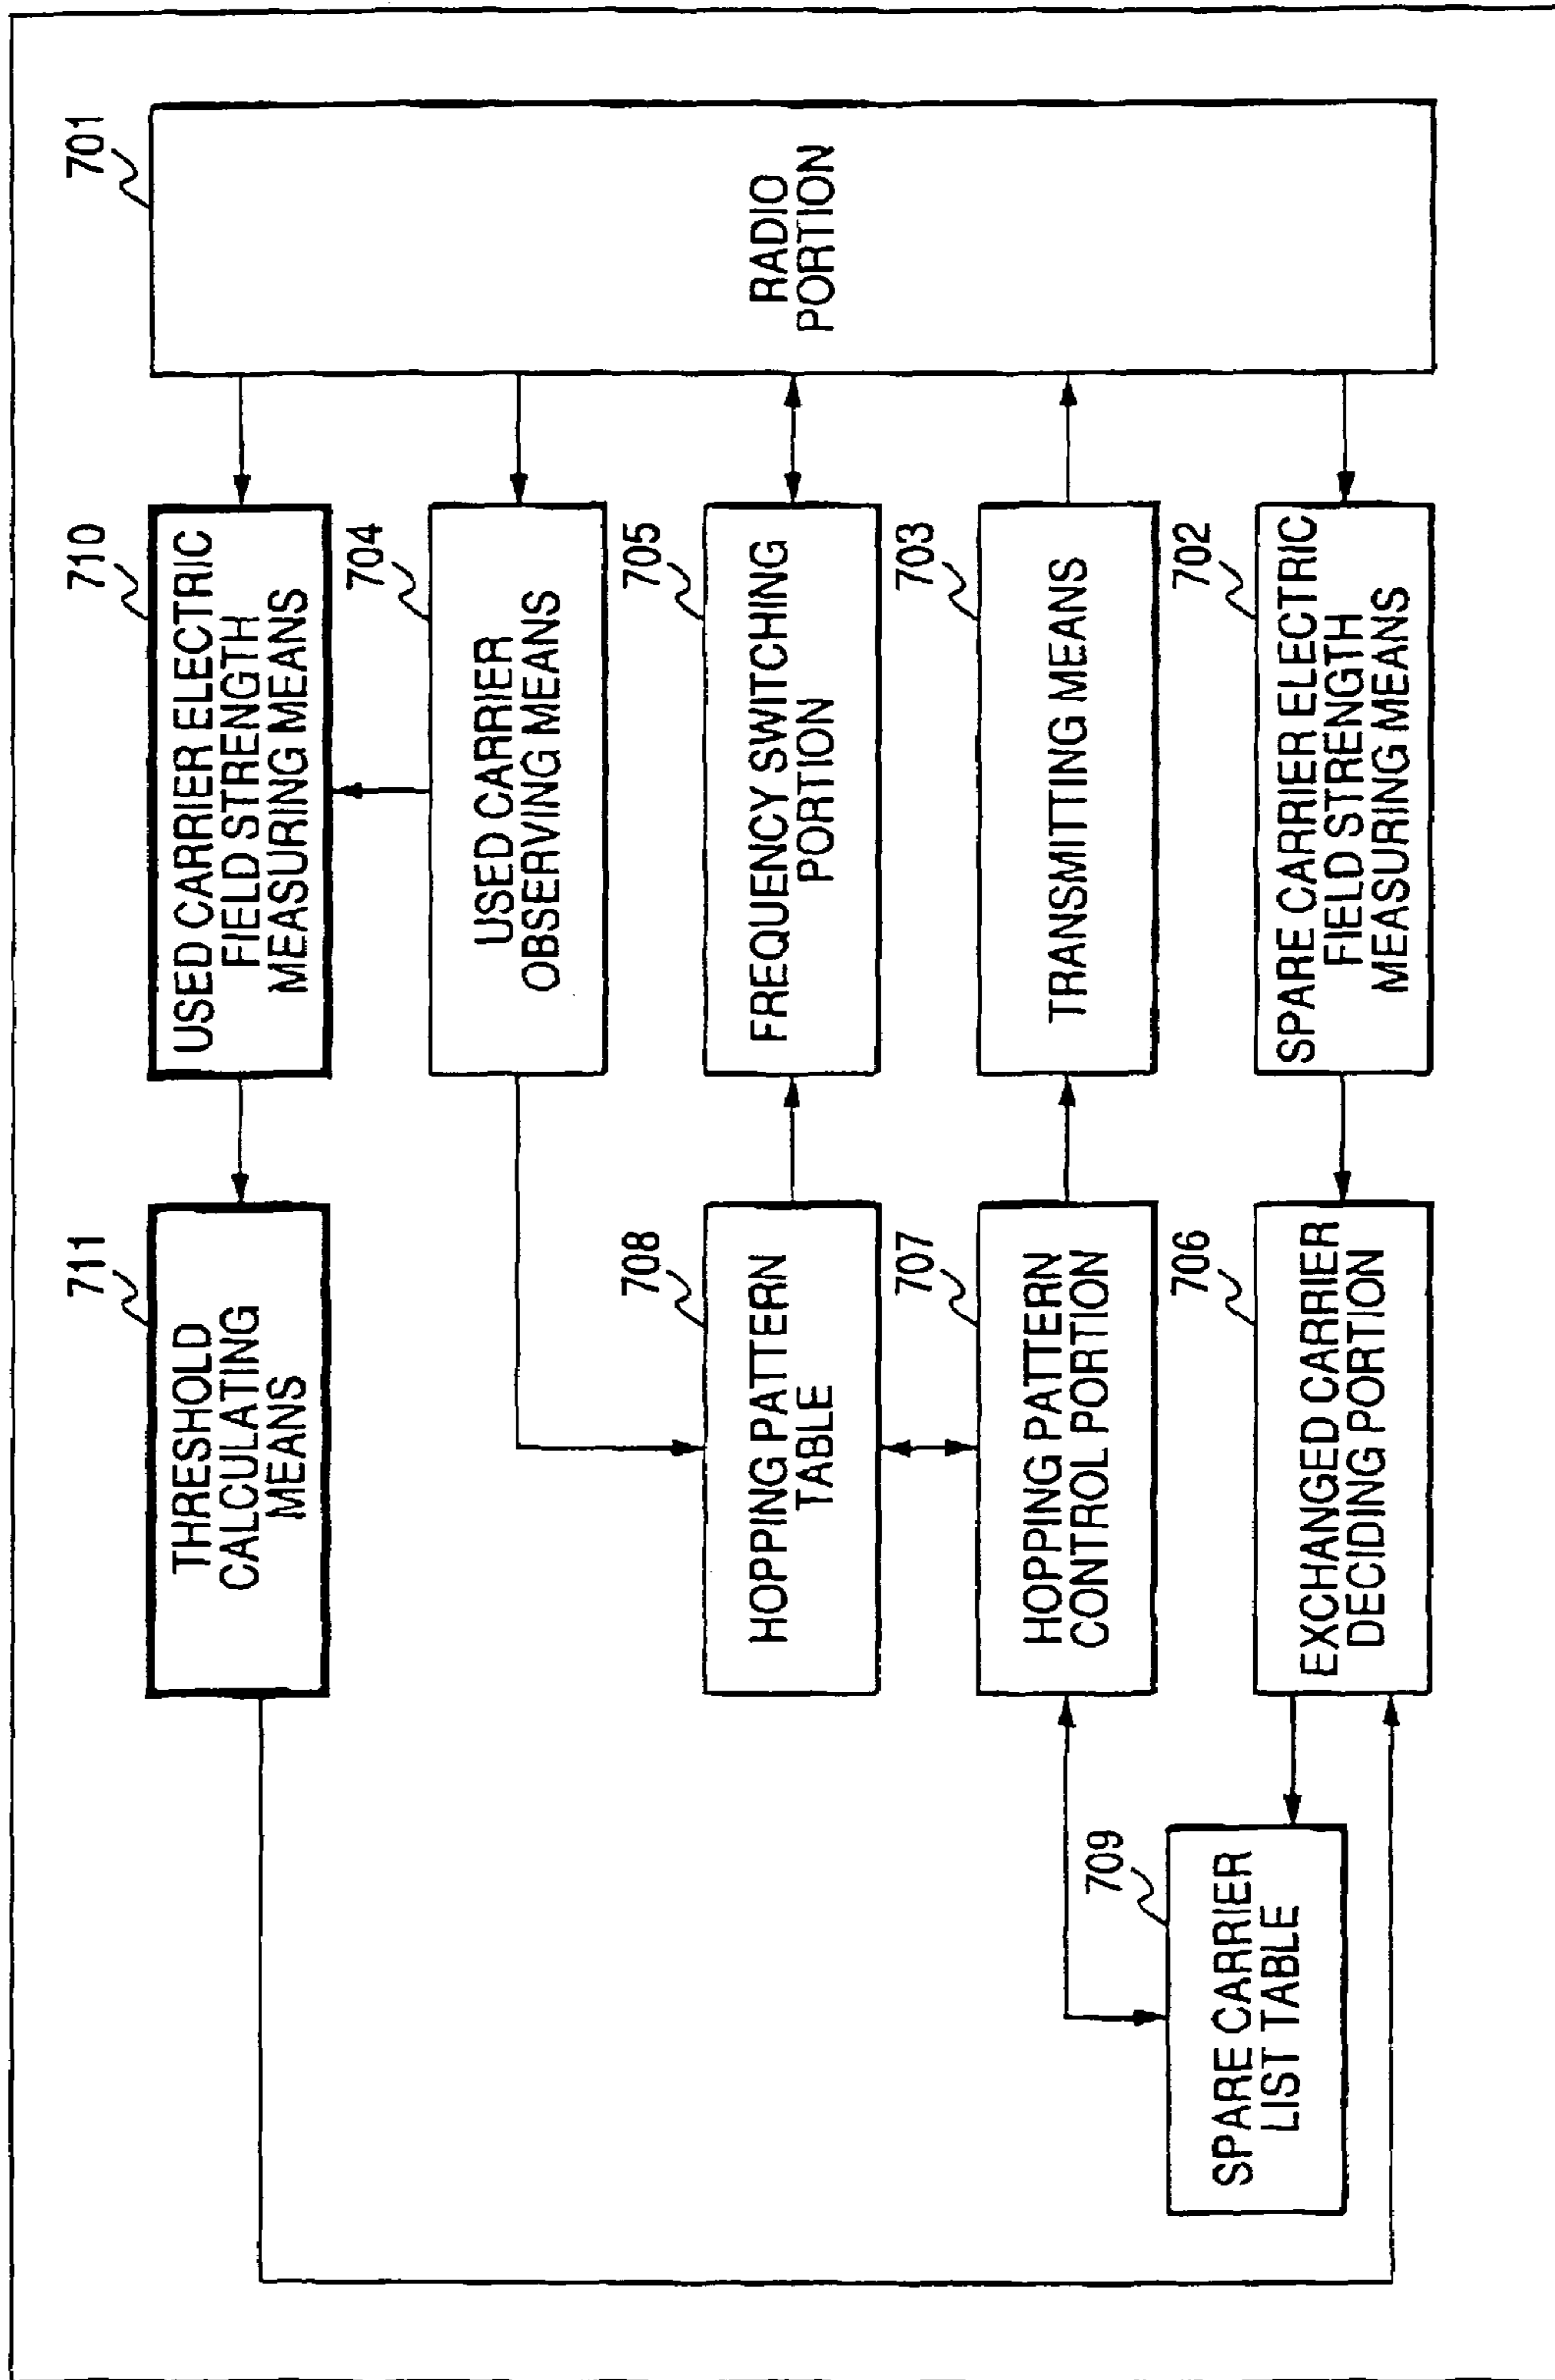 701
RADIO
PORTION
710
USED CARRIER ELECTRIC
FIELD STRENGTH
MEASURING MEANS
704
USED CARRIER
OBSERVING MEANS
705
FREQUENCY SWITCHING
PORTION
703
TRANSMITTING MEANS
702
SPARE CARRIER ELECTRIC
FIELD STRENGTH
MEASURING MEANS
711
THRESHOLD
CALCULATING
MEANS
708
HOPPING PATTERN
TABLE
707
HOPPING PATTERN
CONTROL PORTION
706
EXCHANGED CARRIER
DECIDING PORTION
709
SPARE CARRIER
LIST TABLE